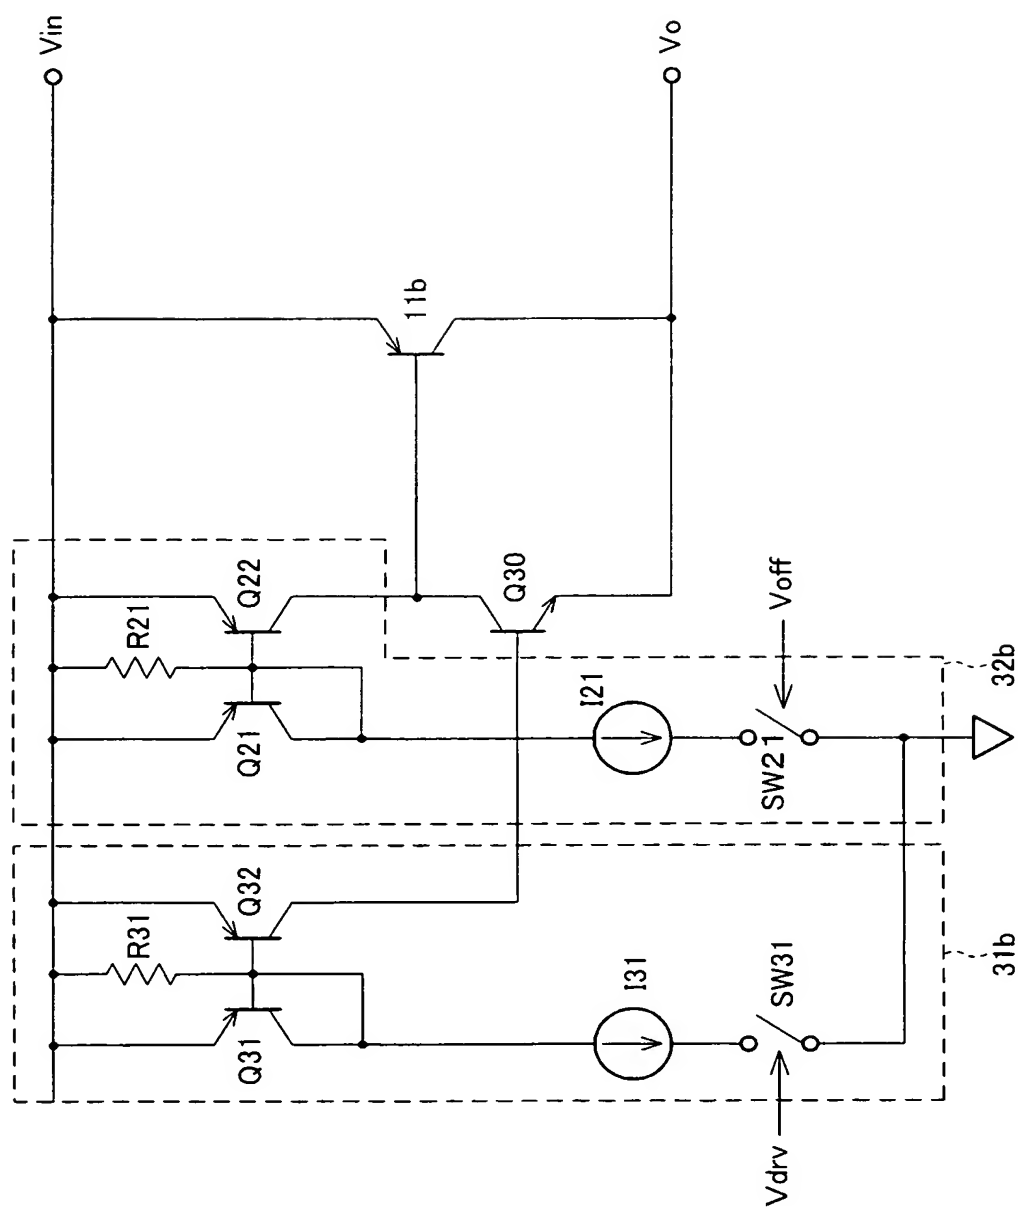 Vin
Vo
11b
Q22
R21
Q21
Q30
I21
Voff
SW21
32b
Q32
R31
Q31
I31
SW31
31b
Vdrv